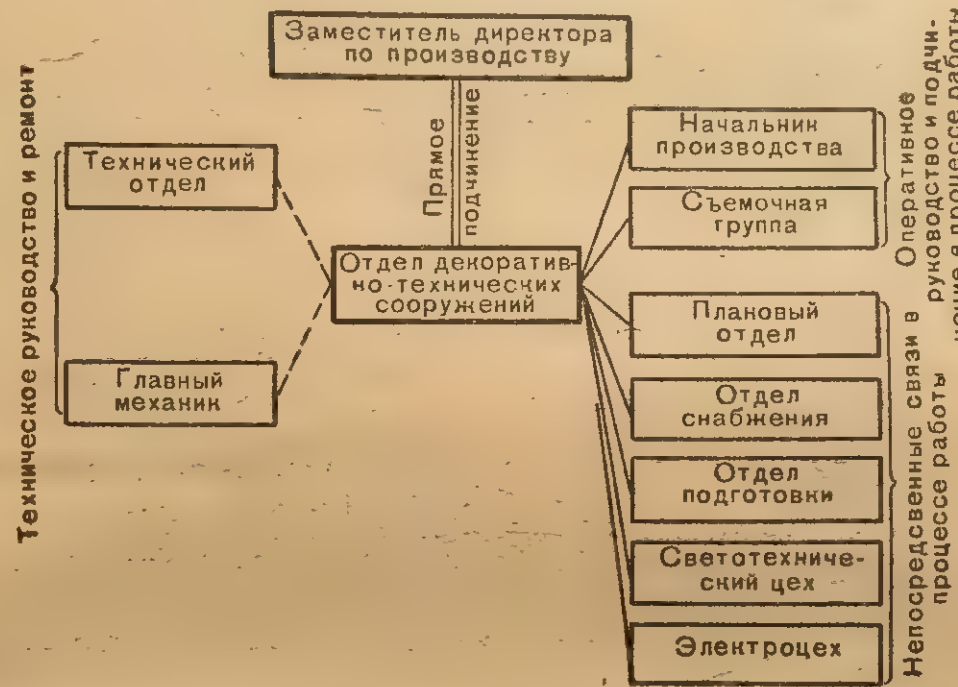 Заместитель директора
по производству
Техническое руководство и ремонт
Технический
отдел
Главный
механик
Прямое
подчинение
Отдел декоратив-
но-технических
сооружений
Начальник
производства
Съемочная
группа
Оперативное
руководство и подчи-
нение в процессе работы
Плановый
отдел
Отдел
снабжения
Отдел
подготовки
Светотехниче-
ский цех
Электроцех
Непосредсвенные связи в
процессе работы